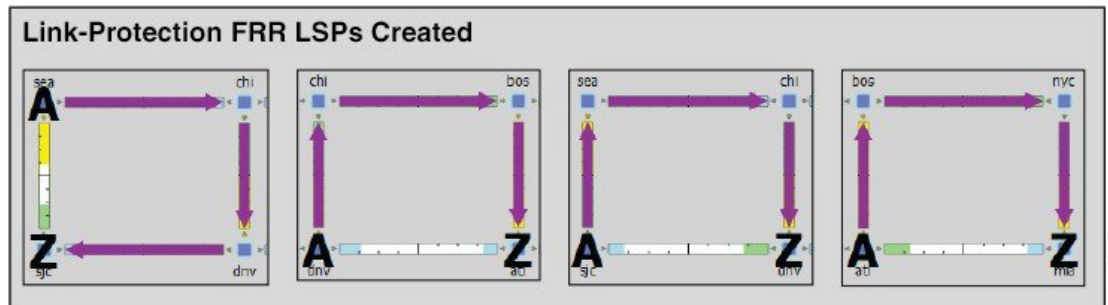 Link-Protection FRR LSPs Created
sea chi
A
Z
sjc dnv
chi bos
A Z
dnv atl
sea chi
A Z
sjc dnv
bos nyc
A Z
atl mia